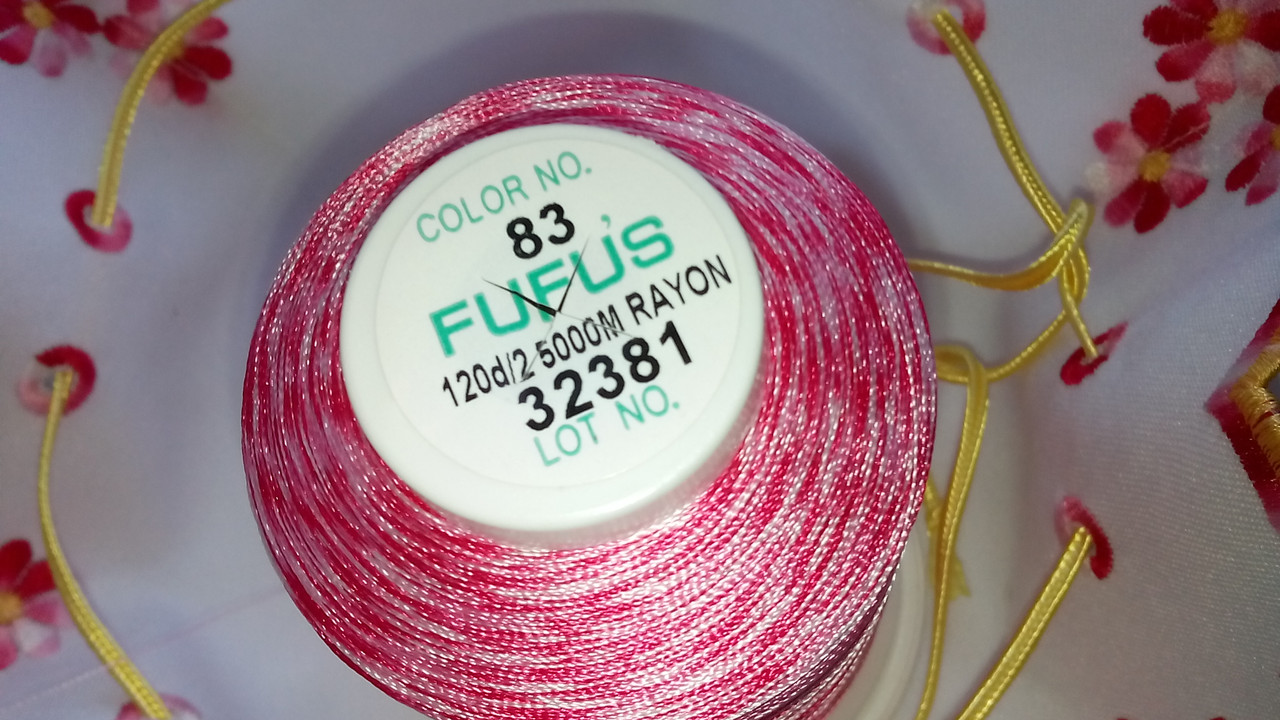 COLOR NO.
83
FUFU'S
120d/2 5000M RAYON
32381
LOT NO.